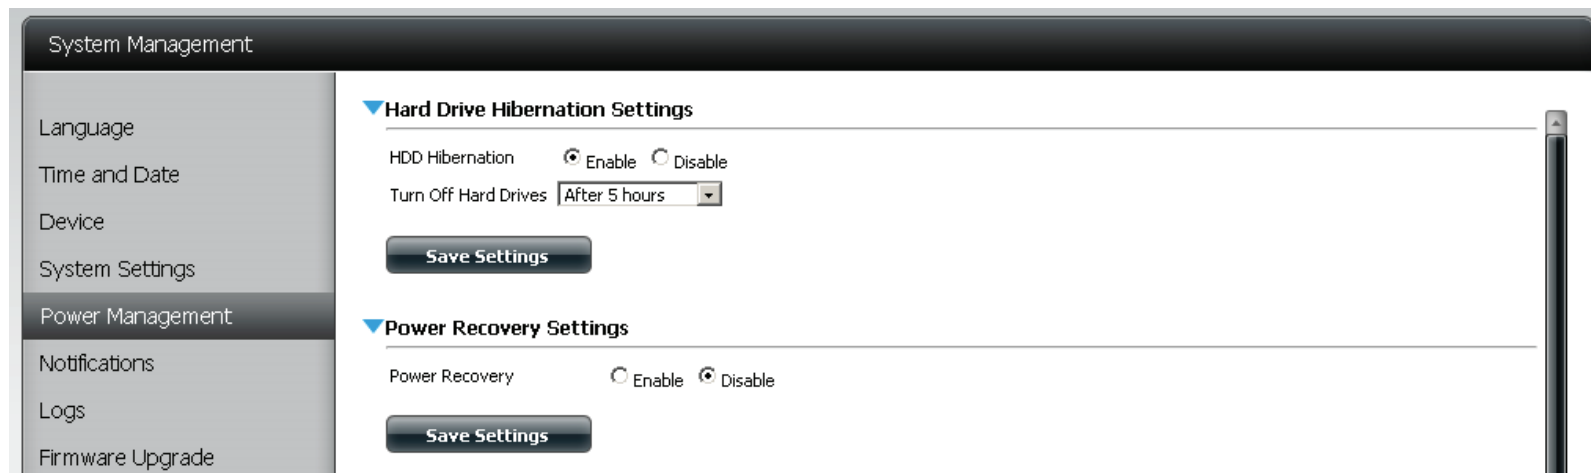 System Management
Language
Time and Date
Device
System Settings
Power Management
Notifications
Logs
Firmware Upgrade
Hard Drive Hibernation Settings
HDD Hibernation Enable Disable
Turn Off Hard Drives After 5 hours
Save Settings
Power Recovery Settings
Power Recovery Enable Disable
Save Settings